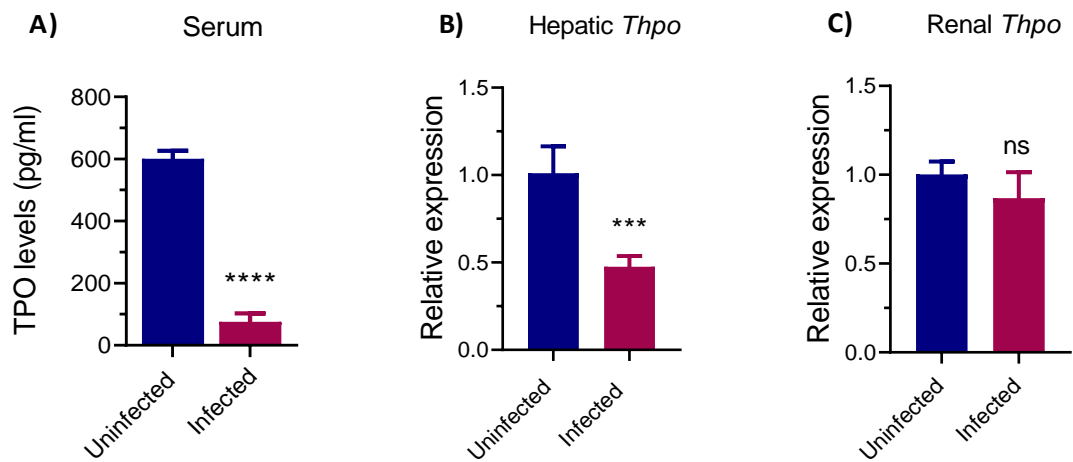 A) Serum
TPO levels (pg/ml)
800
600
400
200
0
****
Uninfected
Infected
B) Hepatic Thpo
Relative expression
1.5
1.0
0.5
0.0
***
Uninfected
Infected
C) Renal Thpo
Relative expression
1.5
1.0
0.5
0.0
ns
Uninfected
Infected